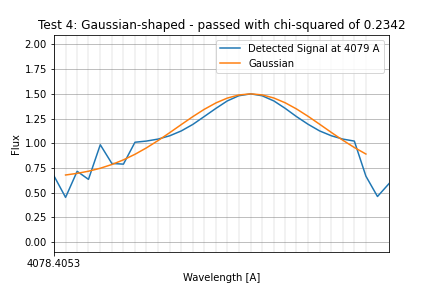 Test 4: Gaussian-shaped - passed with chi-squared of 0.2342
2.00
1.75
1.50
1.25
1.00
0.75
0.50
0.25
0.00
Flux
Detected Signal at 4079 A
Gaussian
4078.4053
Wavelength [A]